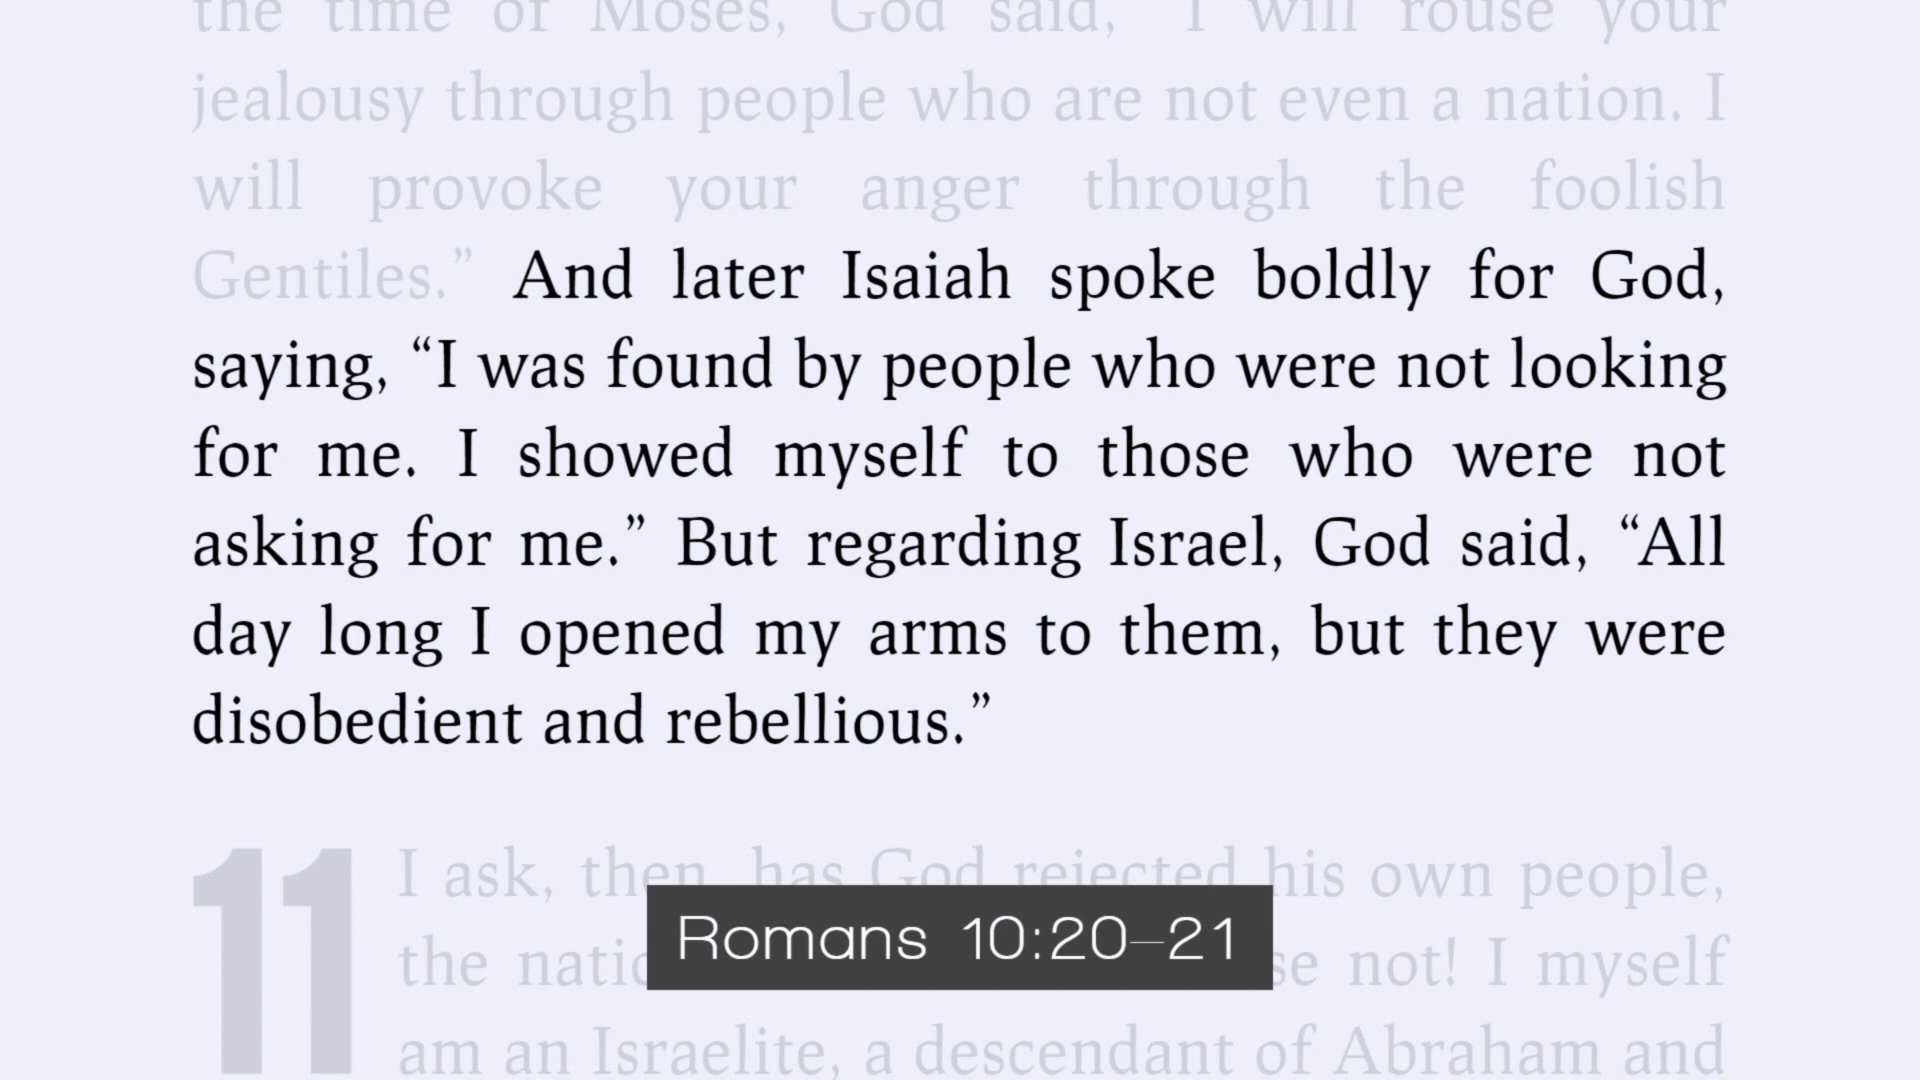 the time of Moses, God said, “I will rouse your
jealousy through people who are not even a nation. I
will provoke your anger through the foolish
Gentiles.” And later Isaiah spoke boldly for God,
saying, “I was found by people who were not looking
for me. I showed myself to those who were not
asking for me.” But regarding Israel, God said, “All
day long I opened my arms to them, but they were
disobedient and rebellious.”
11
I ask, then, has God rejected his own people,
the se not! I myself
am an Israelite, a descendant of Abraham and
Romans 10:20–21